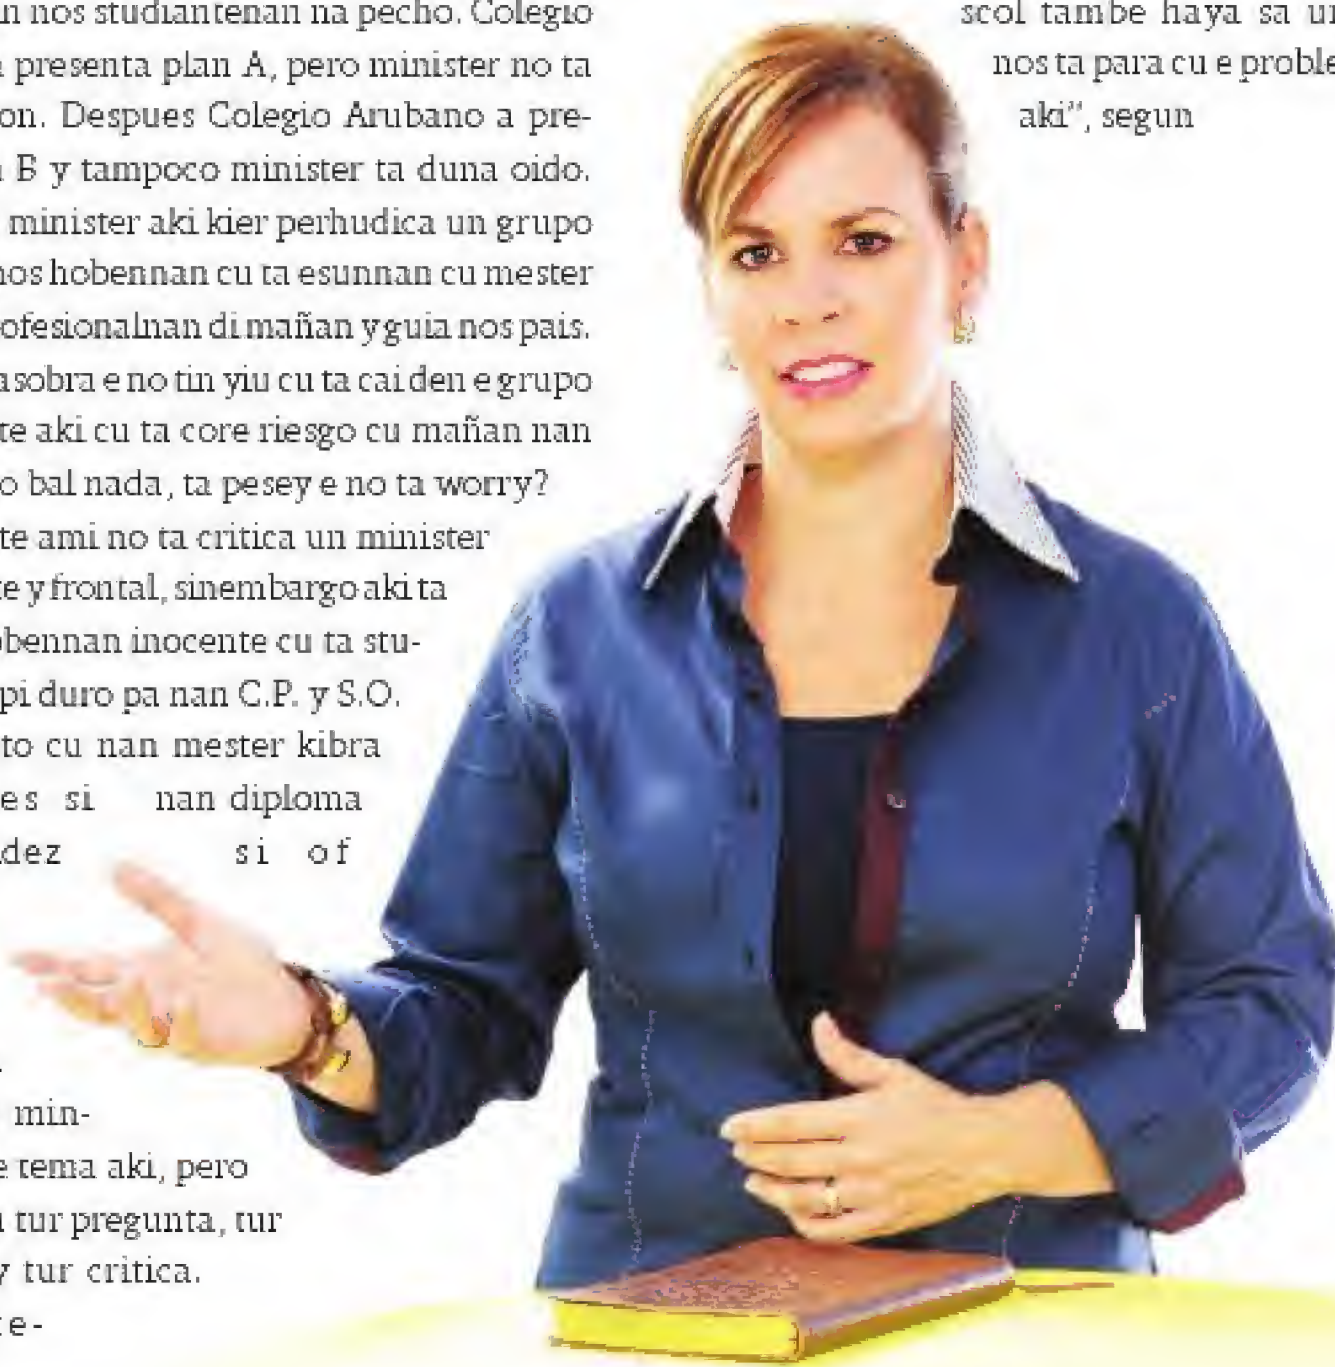 nos studiantenan na pecho. Colegio
presenta plan A, pero minister no ta
on. Despues Colegio Arubano a pre-
B y tampoco minister ta duna oido.
minister aki kier perhudica un grupo
nos hobennan cu ta esunnan cu mester
ofesionalnan di mañan y guia nos pais.
asobra e no tin yiu cu ta cai den e grupo
te aki cu ta core riesgo cu mañan nan
o bal nada, ta pesey e no ta worry?
te ami no ta critica un minister
te y frontal, sinembargo aki ta
obennan inocente cu ta stu-
pi duro pa nan C.P. y S.O.
to cu nan mester kibra
es si nan diploma
dez si of
min-
e tema aki, pero
tur pregunta, tur
y tur critica.
te-
scol tambe haya sa
nos ta para cu e proble
aki", segun